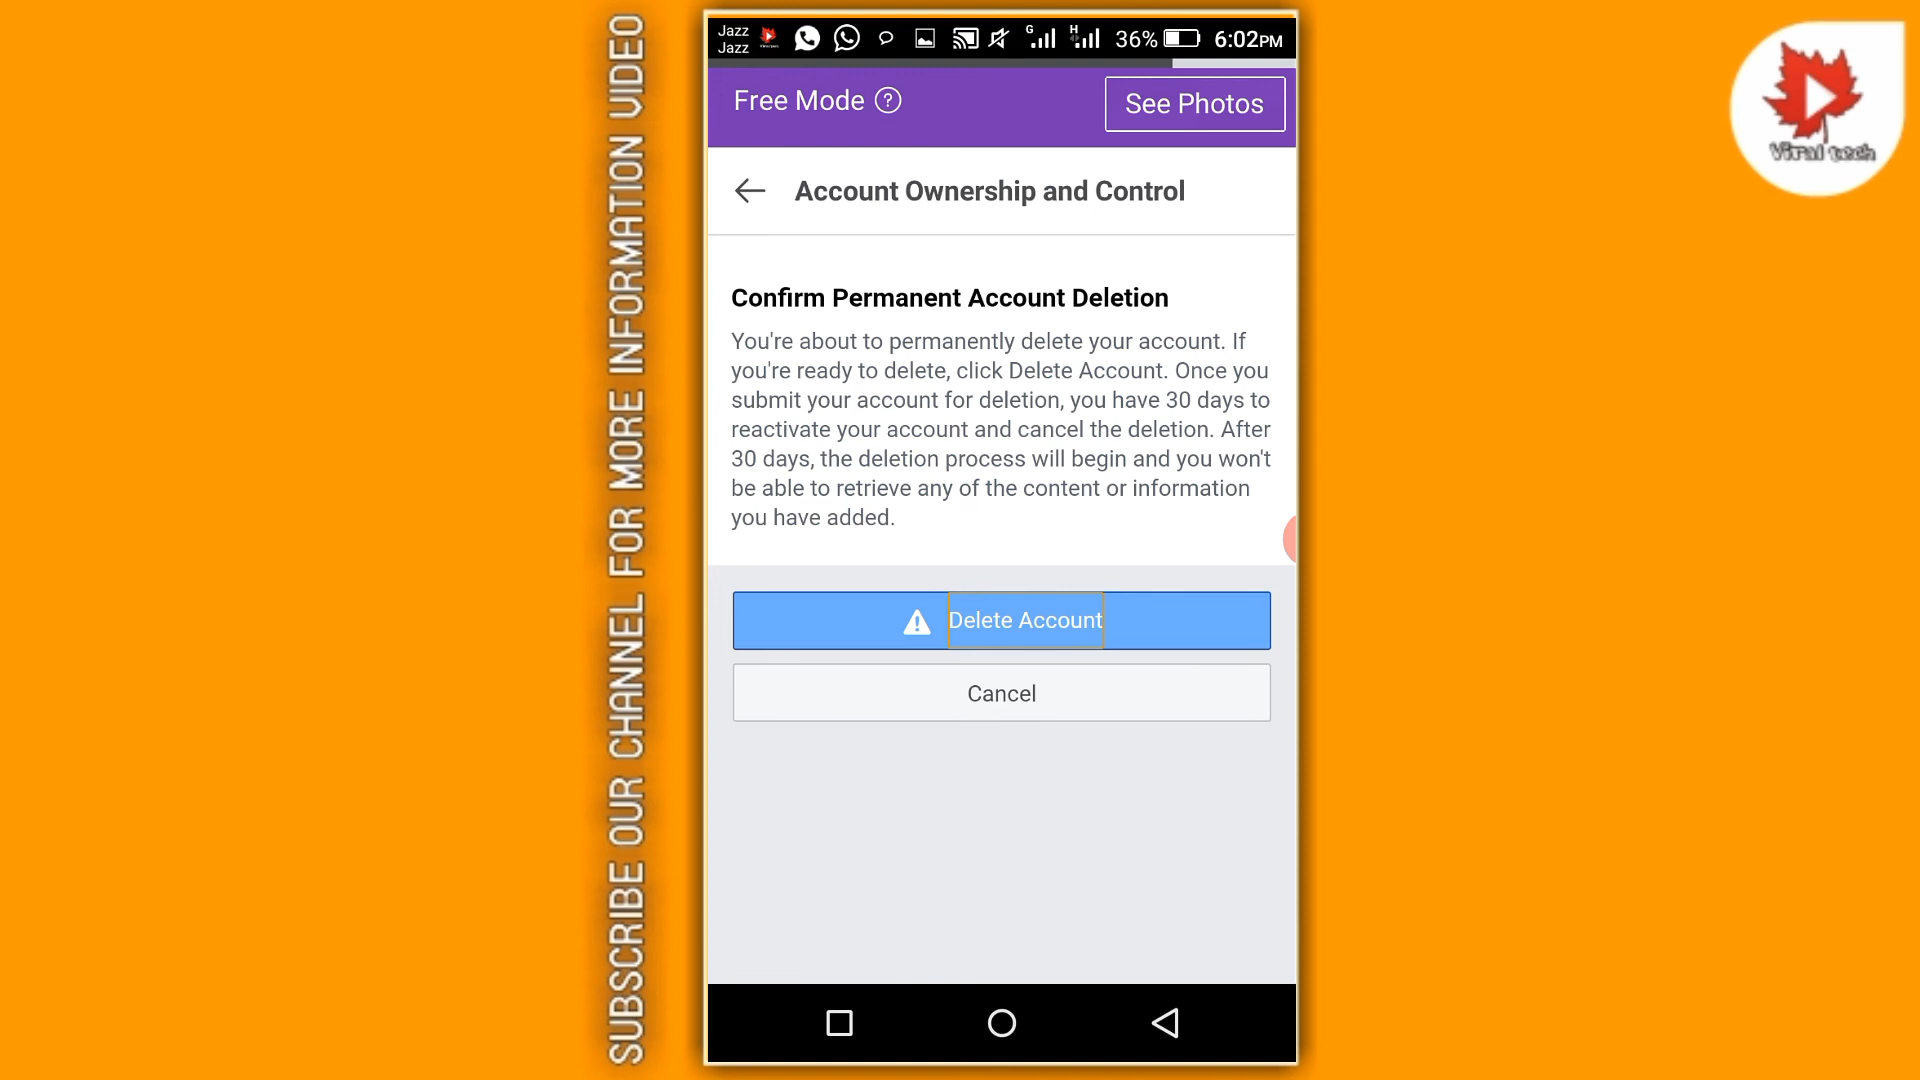 SUBSCRIBE OUR CHANNEL FOR MORE INFORMATION VIDEO
Jazz
Jazz
G
H
36%
6:02PM
Free Mode ?
See Photos
Account Ownership and Control
Confirm Permanent Account Deletion
You're about to permanently delete your account. If
you're ready to delete, click Delete Account. Once you
submit your account for deletion, you have 30 days to
reactivate your account and cancel the deletion. After
30 days, the deletion process will begin and you won't
be able to retrieve any of the content or information
you have added.
Delete Account
Cancel
Viral tech